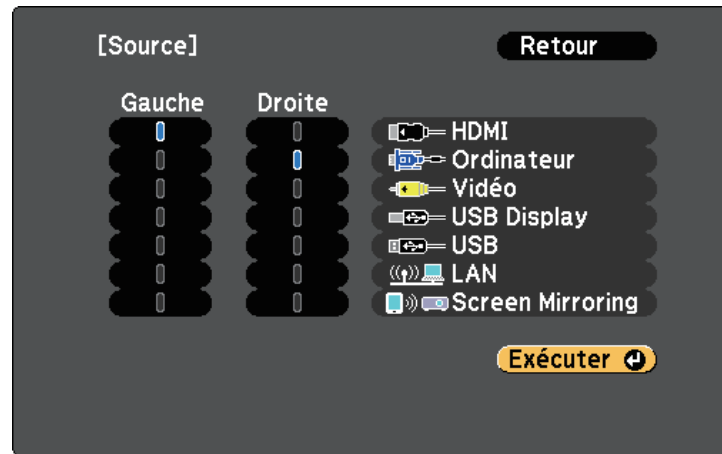 [Source] Retour
Gauche Droite
HDMI
Ordinateur
Vidéo
USB Display
USB
LAN
Screen Mirroring
Exécuter